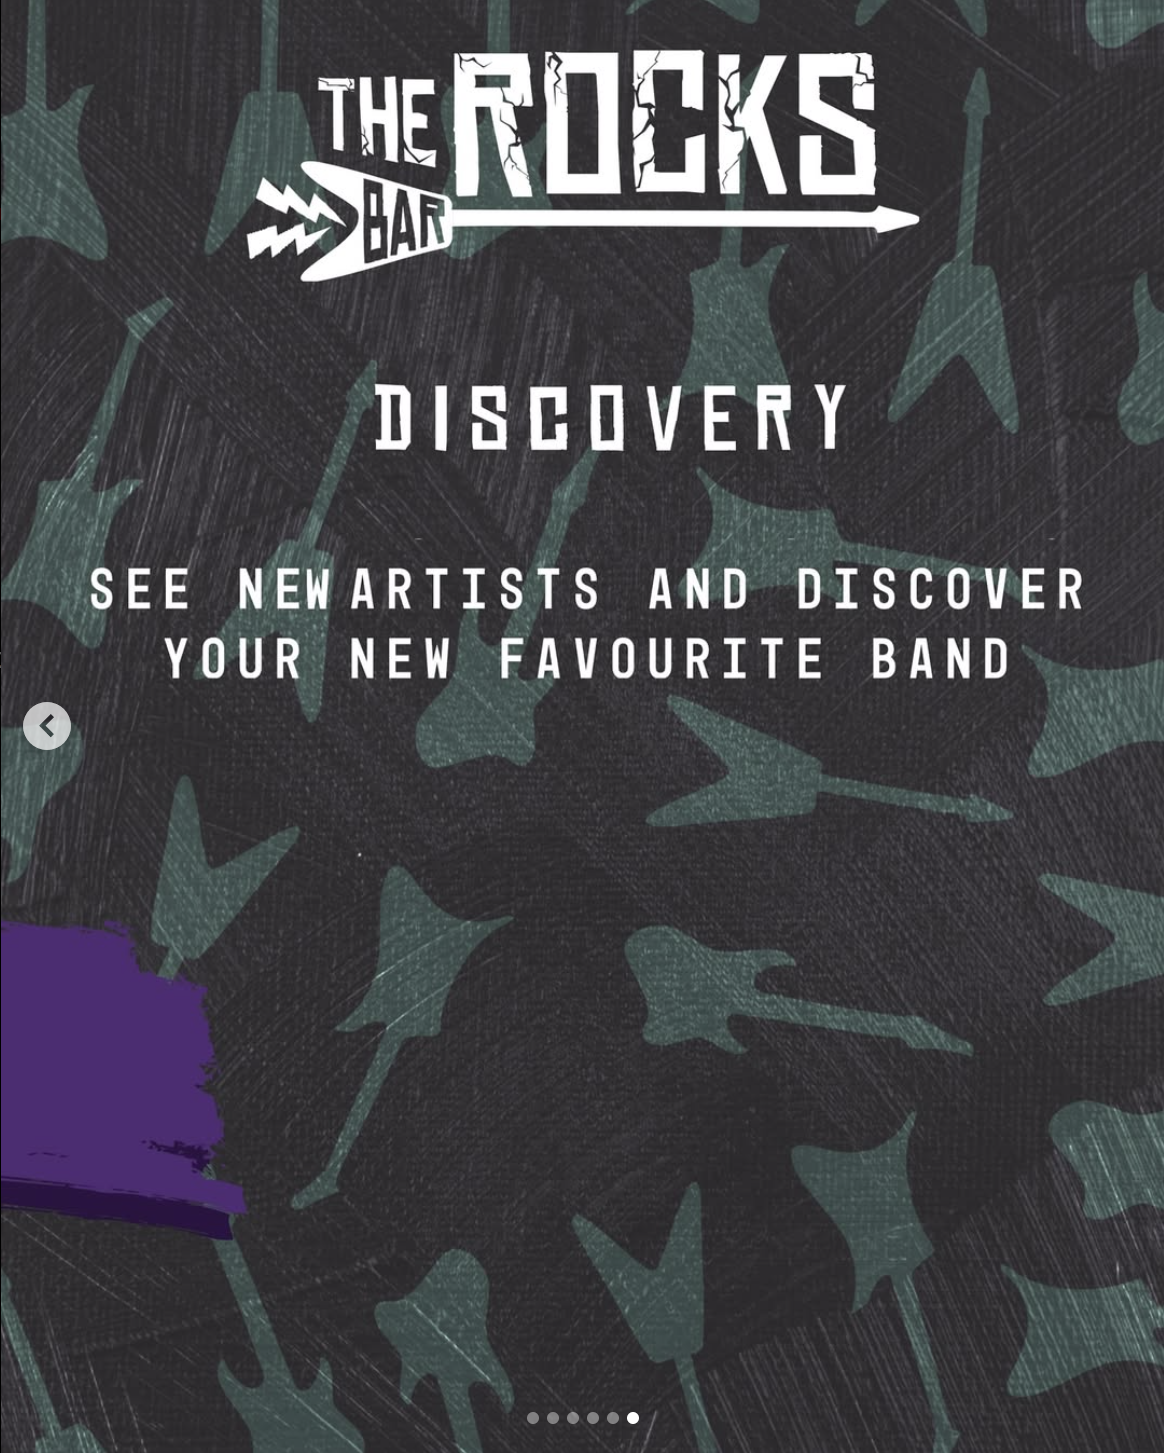 THE ROCKS
BAR
DISCOVERY
SEE NEW ARTISTS AND DISCOVER
YOUR NEW FAVOURITE BAND